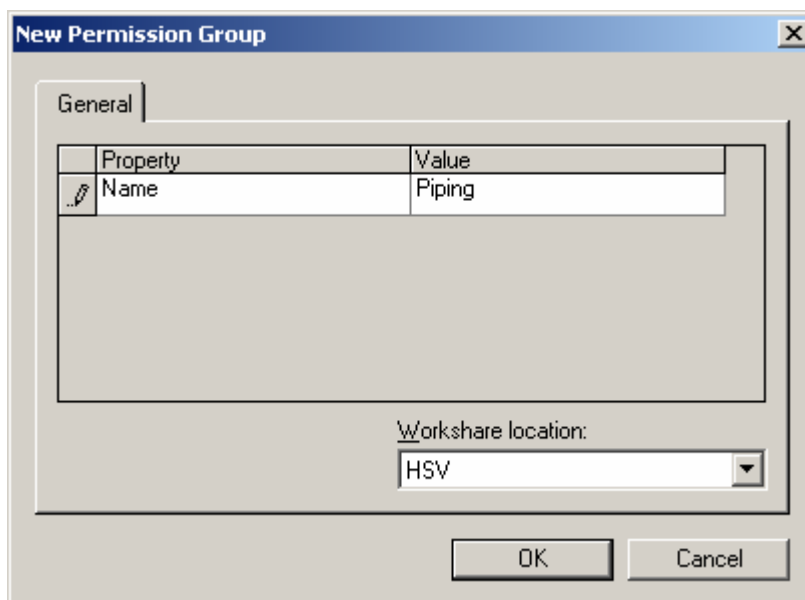 New Permission Group
General
Property Value
Name Piping
Workshare location:
HSV
OK Cancel